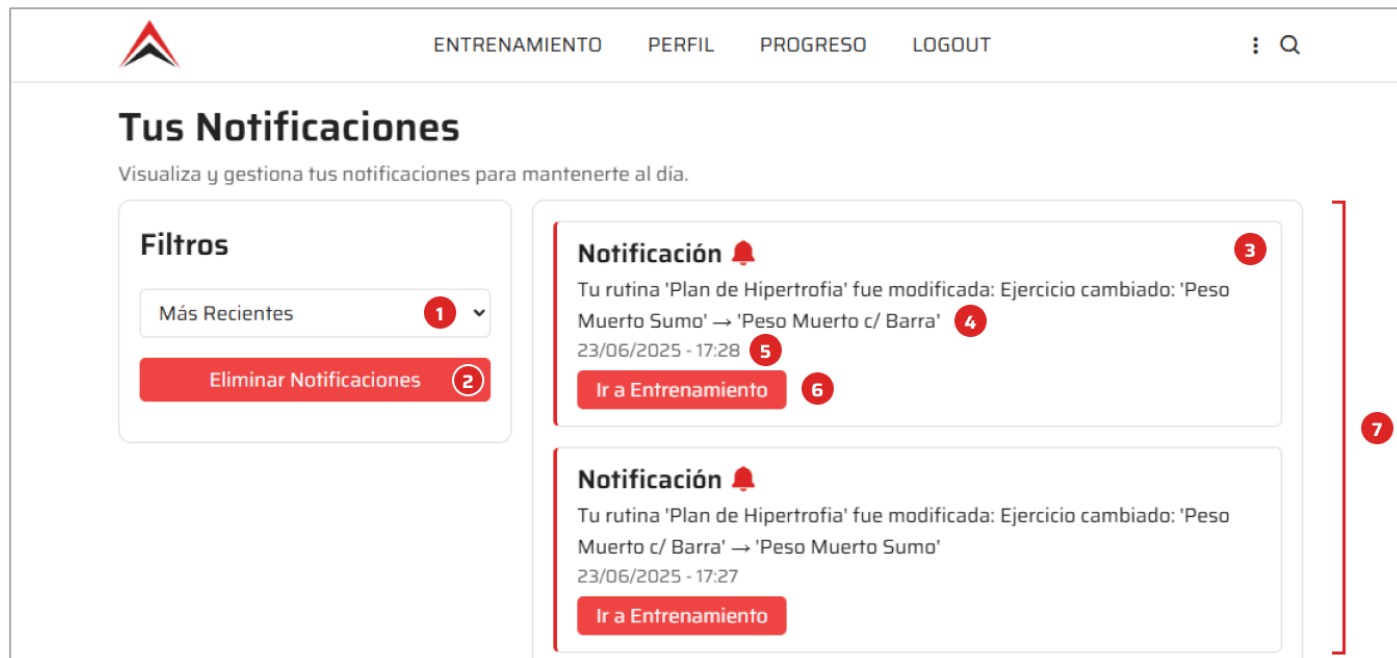 ENTRENAMIENTO PERFIL PROGRESO LOGOUT
Tus Notificaciones
Visualiza y gestiona tus notificaciones para mantenerte al día.
Filtros
Más Recientes 1
Eliminar Notificaciones 2
Notificación 3
Tu rutina 'Plan de Hipertrofia' fue modificada: Ejercicio cambiado: 'Peso
Muerto Sumo' → 'Peso Muerto c/ Barra' 4
23/06/2025 - 17:28 5
Ir a Entrenamiento 6
7
Notificación
Tu rutina 'Plan de Hipertrofia' fue modificada: Ejercicio cambiado: 'Peso
Muerto c/ Barra' → 'Peso Muerto Sumo'
23/06/2025 - 17:27
Ir a Entrenamiento